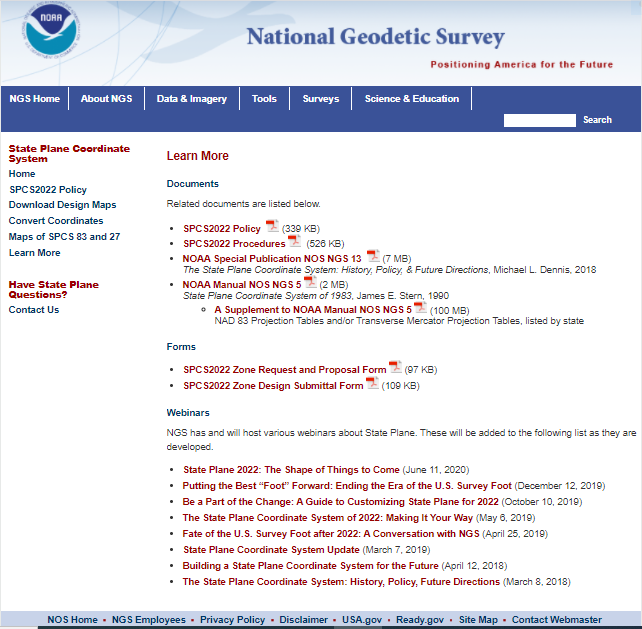 NOAA
National Geodetic Survey
Positioning America for the Future
NGS Home About NGS Data & Imagery Tools Surveys Science & Education
Search
State Plane Coordinate
System
Home
SPCS2022 Policy
Download Design Maps
Convert Coordinates
Maps of SPCS 83 and 27
Learn More
Have State Plane
Questions?
Contact Us
Learn More
Documents
Related documents are listed below.
• SPCS2022 Policy (339 KB)
• SPCS2022 Procedures (526 KB)
• NOAA Special Publication NOS NGS 13 (7 MB)
The State Plane Coordinate System: History, Policy, & Future Directions, Michael L. Dennis, 2018
• NOAA Manual NOS NGS 5 (2 MB)
State Plane Coordinate System of 1983, James E. Stern, 1990
○ A Supplement to NOAA Manual NOS NGS 5 (100 MB)
NAD 83 Projection Tables and/or Transverse Mercator Projection Tables, listed by state
Forms
• SPCS2022 Zone Request and Proposal Form (97 KB)
• SPCS2022 Zone Design Submittal Form (109 KB)
Webinars
NGS has and will host various webinars about State Plane. These will be added to the following list as they are
developed.
• State Plane 2022: The Shape of Things to Come (June 11, 2020)
• Putting the Best “Foot” Forward: Ending the Era of the U.S. Survey Foot (December 12, 2019)
• Be a Part of the Change: A Guide to Customizing State Plane for 2022 (October 10, 2019)
• The State Plane Coordinate System of 2022: Making It Your Way (May 6, 2019)
• Fate of the U.S. Survey Foot after 2022: A Conversation with NGS (April 25, 2019)
• State Plane Coordinate System Update (March 7, 2019)
• Building a State Plane Coordinate System for the Future (April 12, 2018)
• The State Plane Coordinate System: History, Policy, Future Directions (March 8, 2018)
NOS Home • NGS Employees • Privacy Policy • Disclaimer • USA.gov • Ready.gov • Site Map • Contact Webmaster